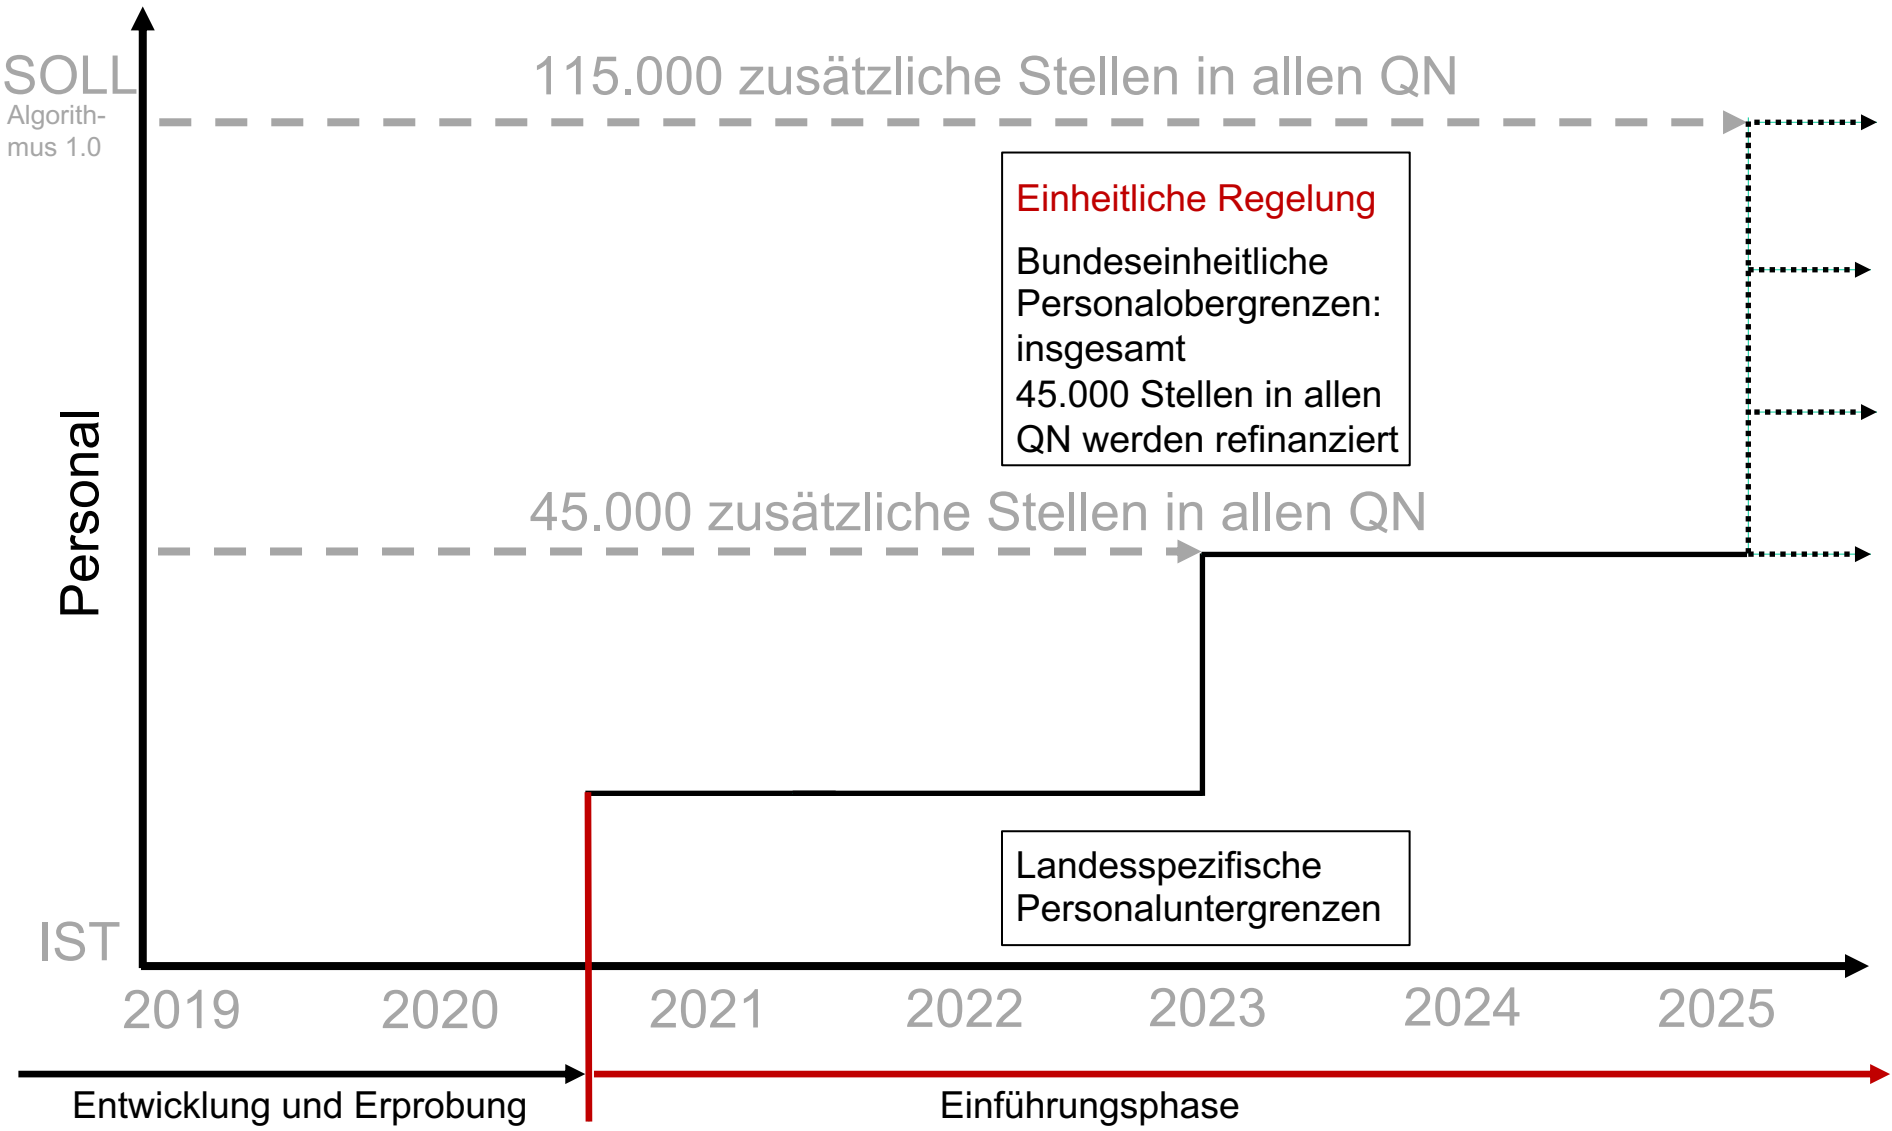 SOLL
Algorith-
mus 1.0
115.000 zusätzliche Stellen in allen QN
Einheitliche Regelung
Bundeseinheitliche
Personalobergrenzen:
insgesamt
45.000 Stellen in allen
QN werden refinanziert
Personal
45.000 zusätzliche Stellen in allen QN
Landesspezifische
Personaluntergrenzen
IST
2019 2020 2021 2022 2023 2024 2025
Entwicklung und Erprobung Einführungsphase